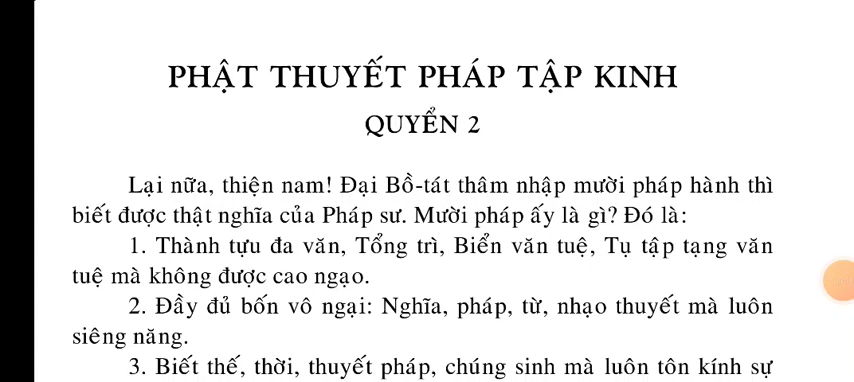 PHẬT THUYẾT PHÁP TẬP KINH
QUYỂN 2
Lại nữa, thiện nam! Đại Bồ-tát thâm nhập mười pháp hành thì
biết được thật nghĩa của Pháp sư. Mười pháp ấy là gì? Đó là:
1. Thành tựu đa văn, Tổng trì, Biển văn tuệ, Tụ tập tạng văn
tuệ mà không được cao ngạo.
2. Đầy đủ bốn vô ngại: Nghĩa, pháp, từ, nhạo thuyết mà luôn
siêng năng.
3. Biết thế, thời, thuyết pháp, chúng sinh mà luôn tôn kính sự